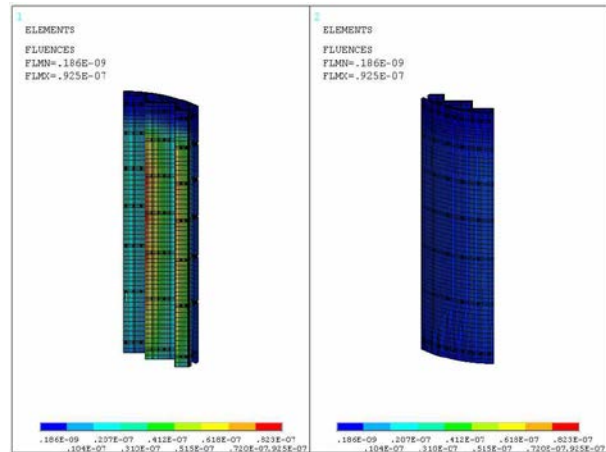 1
ELEMENTS
FLUENCES
FLMN=.186E-09
FLMX=.925E-07
.186E-09 .207E-07 .412E-07 .618E-07 .823E-07
.104E-07 .310E-07 .515E-07 .720E-07 .925E-07
2
ELEMENTS
FLUENCES
FLMN=.186E-09
FLMX=.925E-07
.186E-09 .207E-07 .412E-07 .618E-07 .823E-07
.104E-07 .310E-07 .515E-07 .720E-07 .925E-07